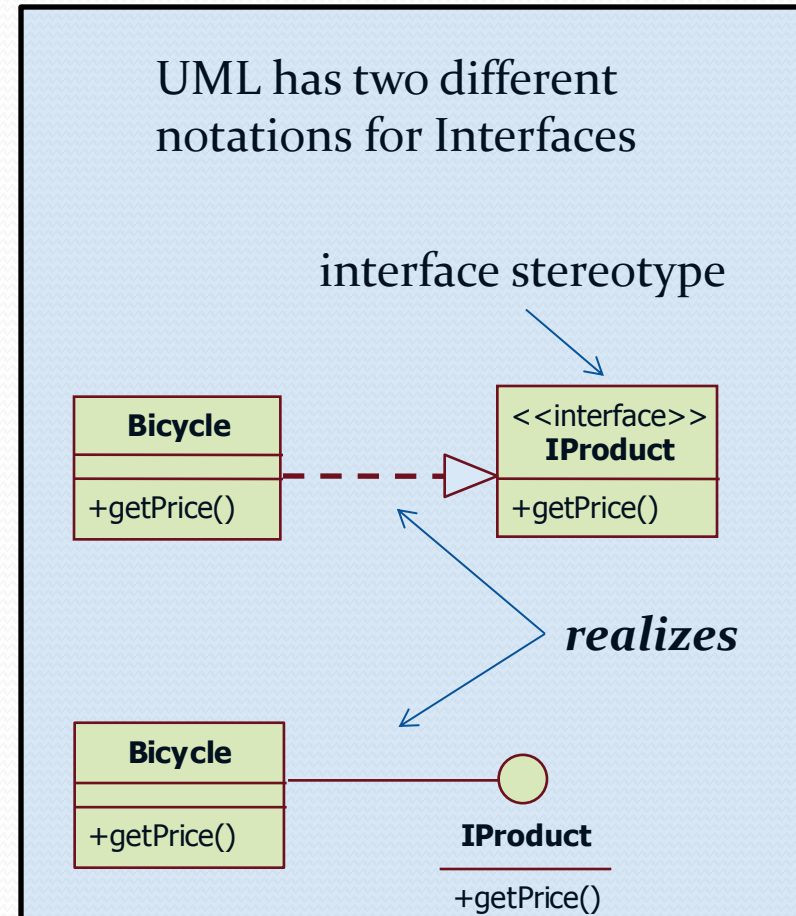 UML has two different
notations for Interfaces
interface stereotype
Bicycle
+getPrice()
<<interface>>
IProduct
+getPrice()
realizes
Bicycle
+getPrice()
IProduct
+getPrice()